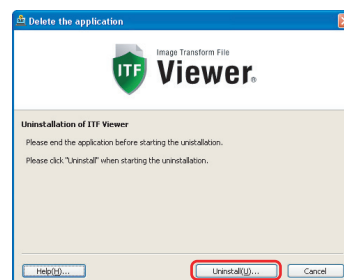 Delete the application
Image Transform File
ITF
Viewer®
Uninstallation of ITF Viewer
Please end the application before starting the unistallation.
Please click "Uninstall" when starting the uninstallation.
Help(H)... Uninstall(U)... Cancel